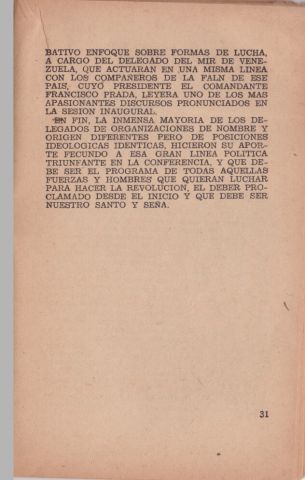 BATIVO ENFOQUE SOBRE FORMAS DE LUCHA,
A CARGO DEL DELEGADO DEL MIR DE VENE-
ZUELA, QUE ACTUARAN EN UNA MISMA LINEA
CON LOS COMPAÑEROS DE LA FALN DE ESE
PAIS, CUYO PRESIDENTE EL COMANDANTE
FRANCISCO PRADA, LEYERA UNO DE LOS MAS
APASIONANTES DISCURSOS PRONUNCIADOS EN
LA SESION INAUGURAL.
EN FIN, LA INMENSA MAYORIA DE LOS DE-
LEGADOS DE ORGANIZACIONES DE NOMBRE Y
ORIGEN DIFERENTES PERO DE POSICIONES
IDEOLOGICAS IDENTICAS, HICIERON SU APOR-
TE FECUNDO A ESA GRAN LINEA POLITICA
TRIUNFANTE EN LA CONFERENCIA, Y QUE DE-
BE SER EL PROGRAMA DE TODAS AQUELLAS
FUERZAS Y HOMBRES QUE QUIERAN LUCHAR
PARA HACER LA REVOLUCION, EL DEBER PRO-
CLAMADO DESDE EL INICIO Y QUE DEBE SER
NUESTRO SANTO Y SEÑA.
31